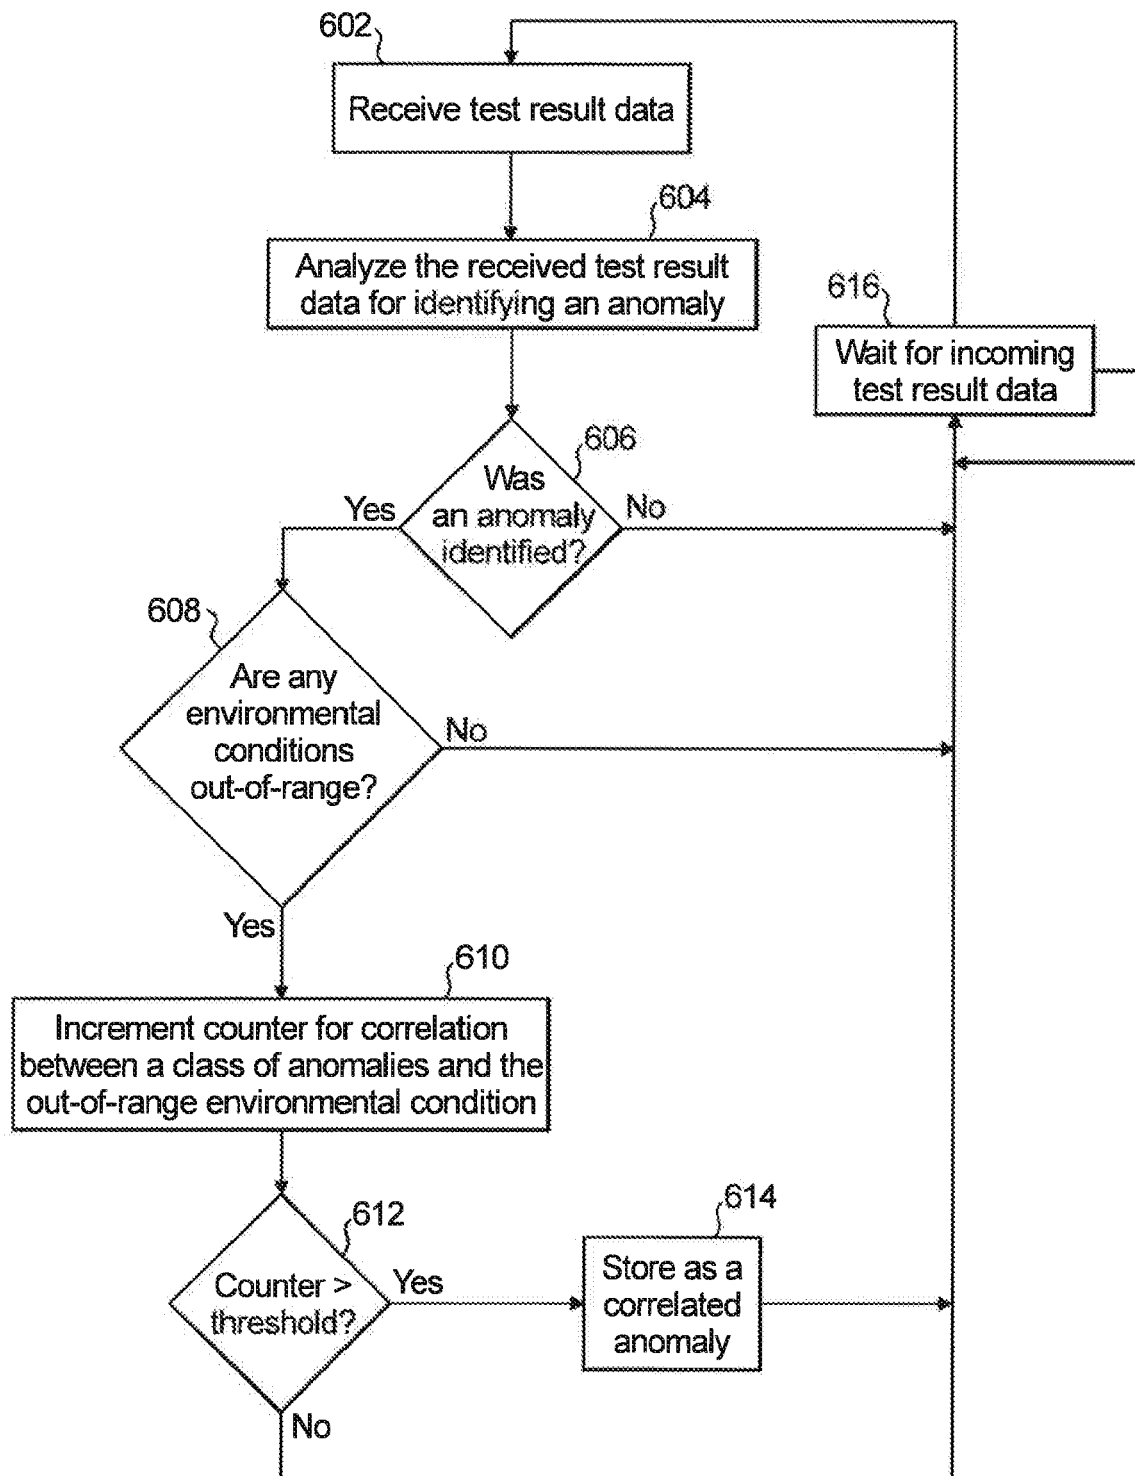 602
Receive test result data
604
Analyze the received test result
data for identifying an anomaly
616
Wait for incoming
test result data
606
Was
an anomaly
identified?
Yes
No
608
Are any
environmental
conditions
out-of-range?
No
Yes
610
Increment counter for correlation
between a class of anomalies and the
out-of-range environmental condition
612
Counter >
threshold?
Yes
614
Store as a
correlated
anomaly
No